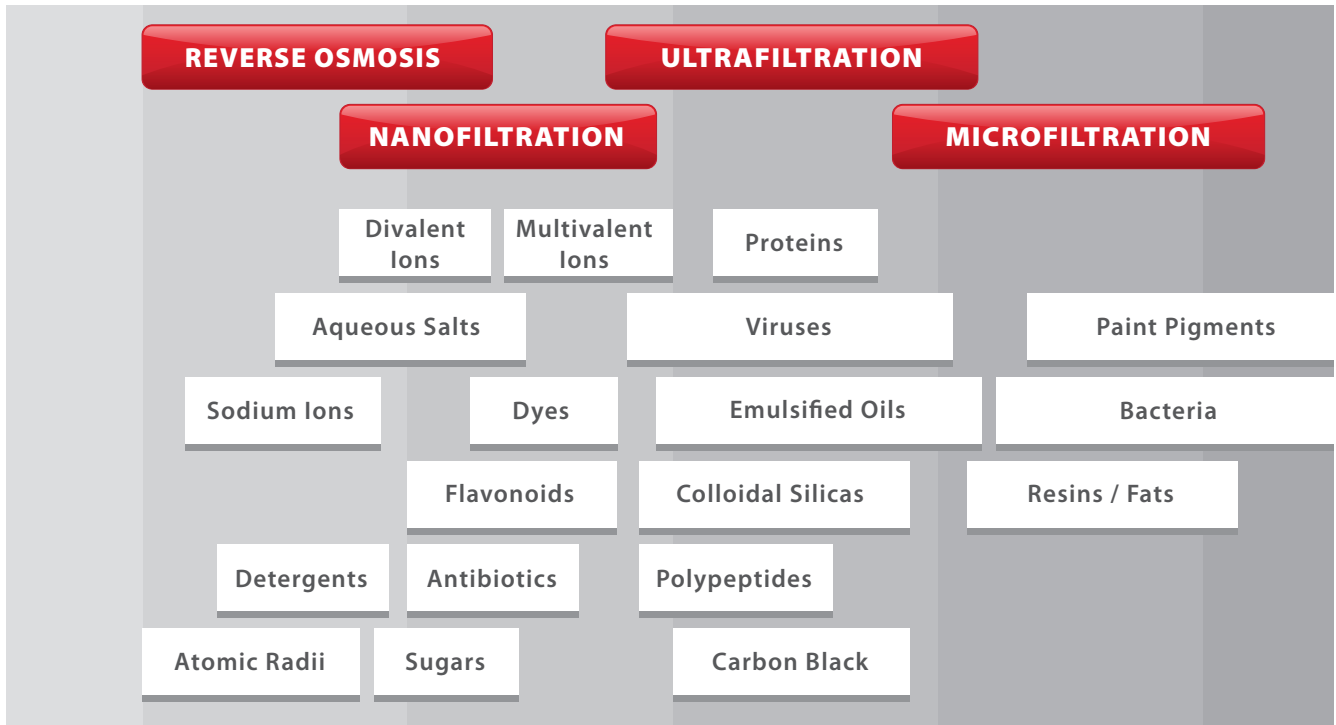 REVERSE OSMOSIS
ULTRAFILTRATION
NANOFILTRATION
MICROFILTRATION
Divalent
Ions
Multivalent
Ions
Proteins
Aqueous Salts
Viruses
Paint Pigments
Sodium Ions
Dyes
Emulsified Oils
Bacteria
Flavonoids
Colloidal Silicas
Resins / Fats
Detergents
Antibiotics
Polypeptides
Atomic Radii
Sugars
Carbon Black